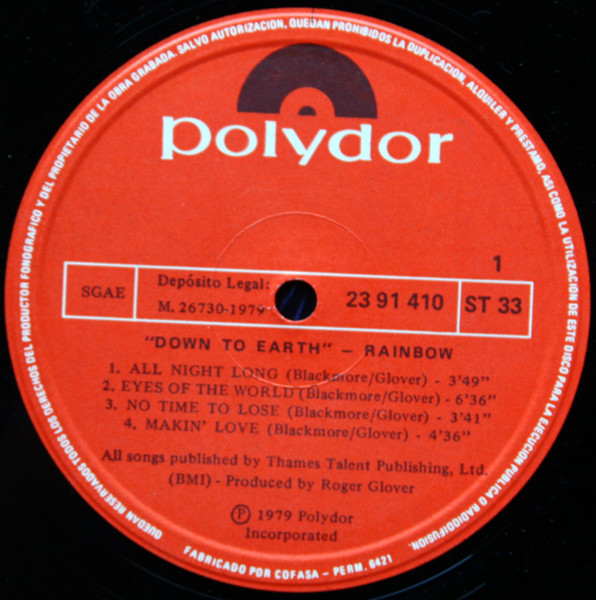 QUEDAN RESERVADOS TODOS LOS DERECHOS DEL PRODUCTOR FONOGRAFICO Y DEL PROPIETARIO DE LA OBRA GRABADA. SALVO AUTORIZACION, QUEDAN PROHIBIDOS LA DUPLICACION, ALQUILER Y PRESTAMO, ASI COMO LA UTILIZACION DE ESTE DISCO PARA LA EJECUCION PUBLICA O RADIODIFUSION.
polydor
1
SGAE
Depósito Legal:
M. 26730-1979
23 91 410
ST 33
"DOWN TO EARTH" – RAINBOW
1. ALL NIGHT LONG (Blackmore/Glover) - 3'49"
2. EYES OF THE WORLD (Blackmore/Glover) - 6'36"
3. NO TIME TO LOSE (Blackmore/Glover) - 3'41"
4. MAKIN' LOVE (Blackmore/Glover) - 4'36"
All songs published by Thames Talent Publishing, Ltd.
(BMI) - Produced by Roger Glover
Ⓟ 1979 Polydor
Incorporated
FABRICADO POR COFASA - PERM. 6421